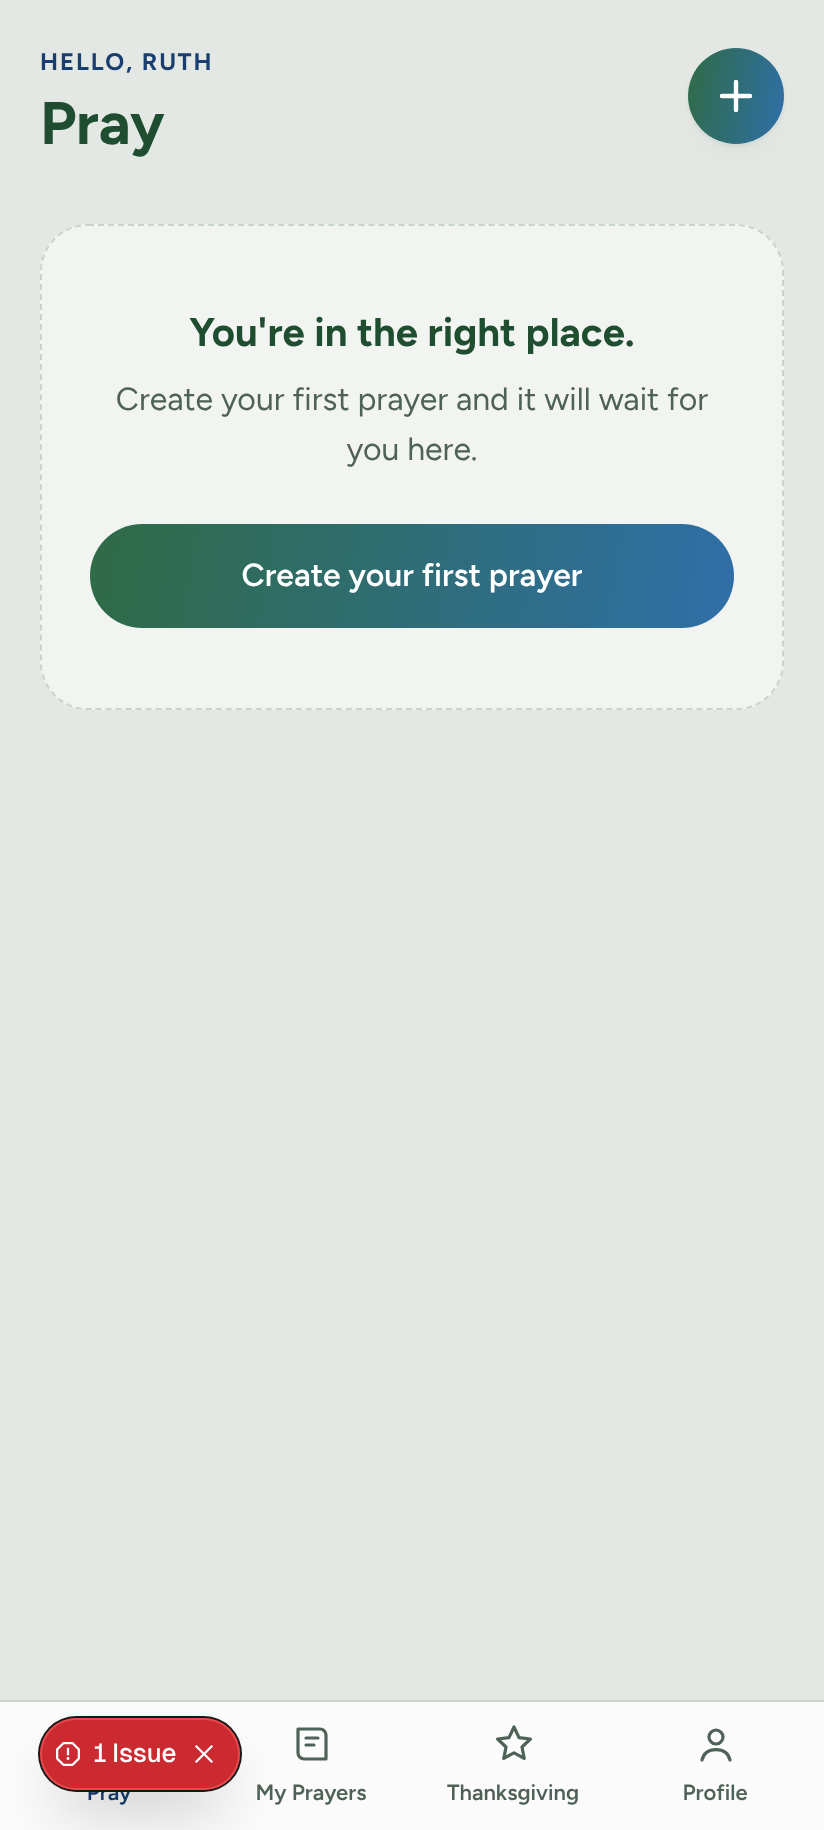 HELLO, RUTH
Pray
You're in the right place.
Create your first prayer and it will wait for
you here.
Create your first prayer
1 Issue
Pray
My Prayers
Thanksgiving
Profile